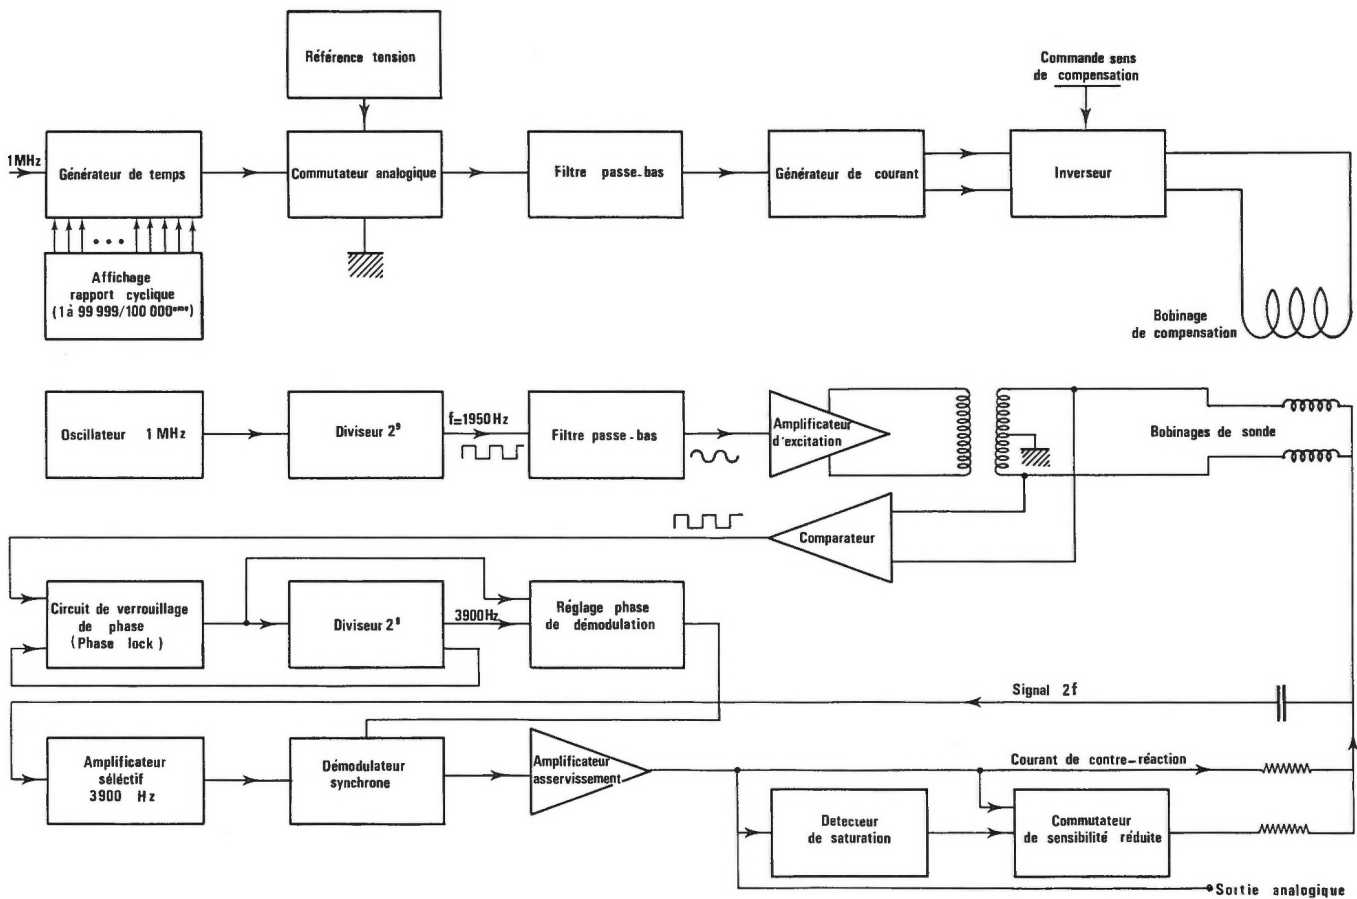 Référence tension
Commande sens
de compensation
1MHz
Générateur de temps
Commutateur analogique
Filtre passe-bas
Générateur de courant
Inverseur
Affichage
rapport cyclique
(1 à 99 999/100 000ème)
Bobinage
de compensation
Oscillateur 1 MHz
Diviseur 2⁹
f=1950Hz
Filtre passe-bas
Amplificateur
d'excitation
Bobinages de sonde
Comparateur
Circuit de verrouillage
de phase
(Phase lock)
Diviseur 2⁸
3900Hz
Réglage phase
de démodulation
Signal 2f
Amplificateur
séléctif
3900 Hz
Démodulateur
synchrone
Amplificateur
asservissement
Courant de contre-réaction
Detecteur
de saturation
Commutateur
de sensibilité réduite
Sortie analogique